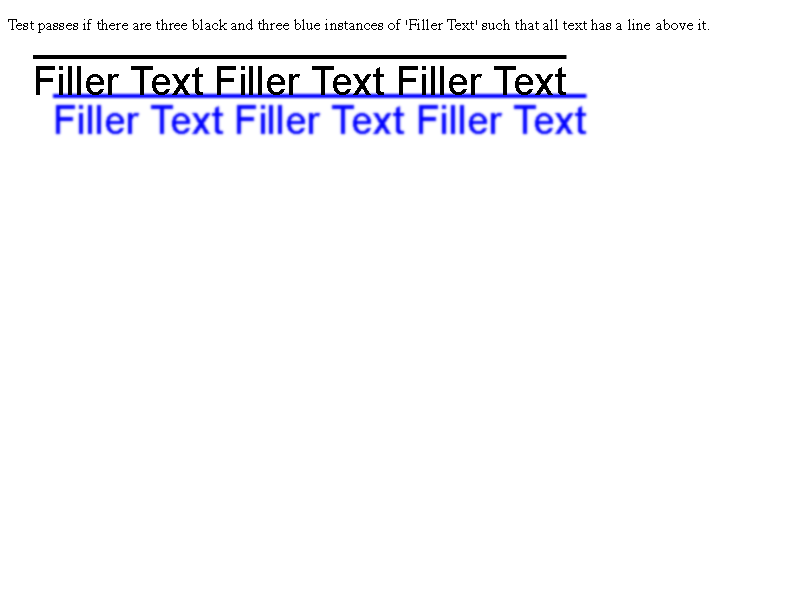 Test passes if there are three black and three blue instances of 'Filler Text' such that all text has a line above it.
Filler Text Filler Text Filler Text
Filler Text Filler Text Filler Text